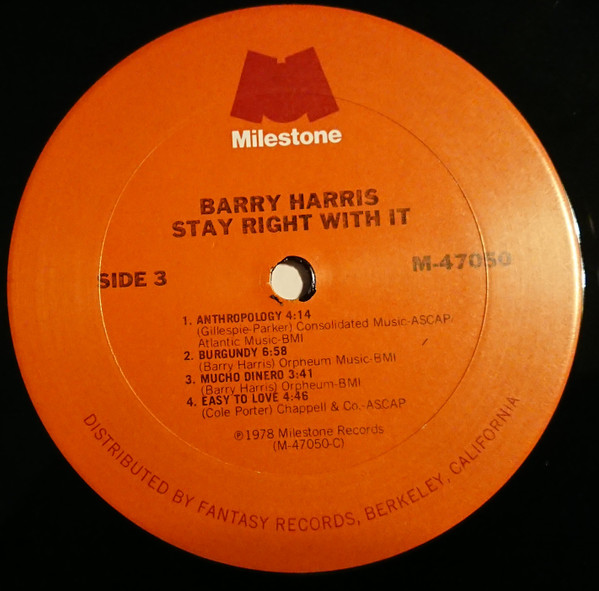 Milestone
BARRY HARRIS
STAY RIGHT WITH IT
SIDE 3
M-47050
1. ANTHROPOLOGY 4:14
(Gillespie-Parker) Consolidated Music-ASCAP/
Atlantic Music-BMI
2. BURGUNDY 6:58
(Barry Harris) Orpheum Music-BMI
3. MUCHO DINERO 3:41
(Barry Harris) Orpheum-BMI
4. EASY TO LOVE 4:46
(Cole Porter) Chappell & Co.-ASCAP
℗1978 Milestone Records
(M-47050-C)
DISTRIBUTED BY FANTASY RECORDS, BERKELEY, CALIFORNIA